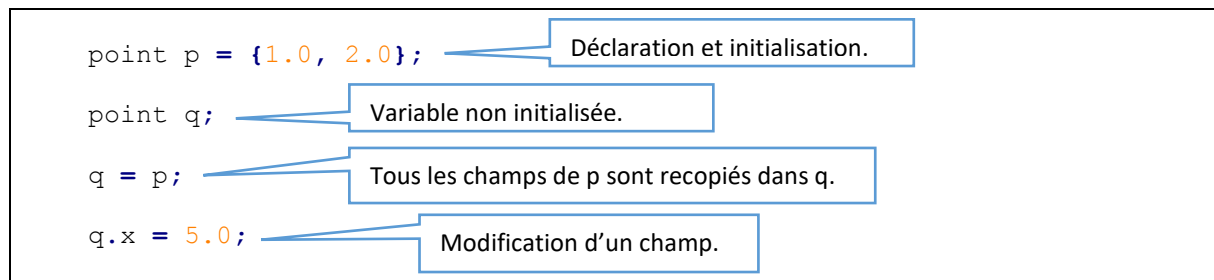 point p = {1.0, 2.0};
Déclaration et initialisation.
point q;
Variable non initialisée.
q = p;
Tous les champs de p sont recopiés dans q.
q.x = 5.0;
Modification d’un champ.